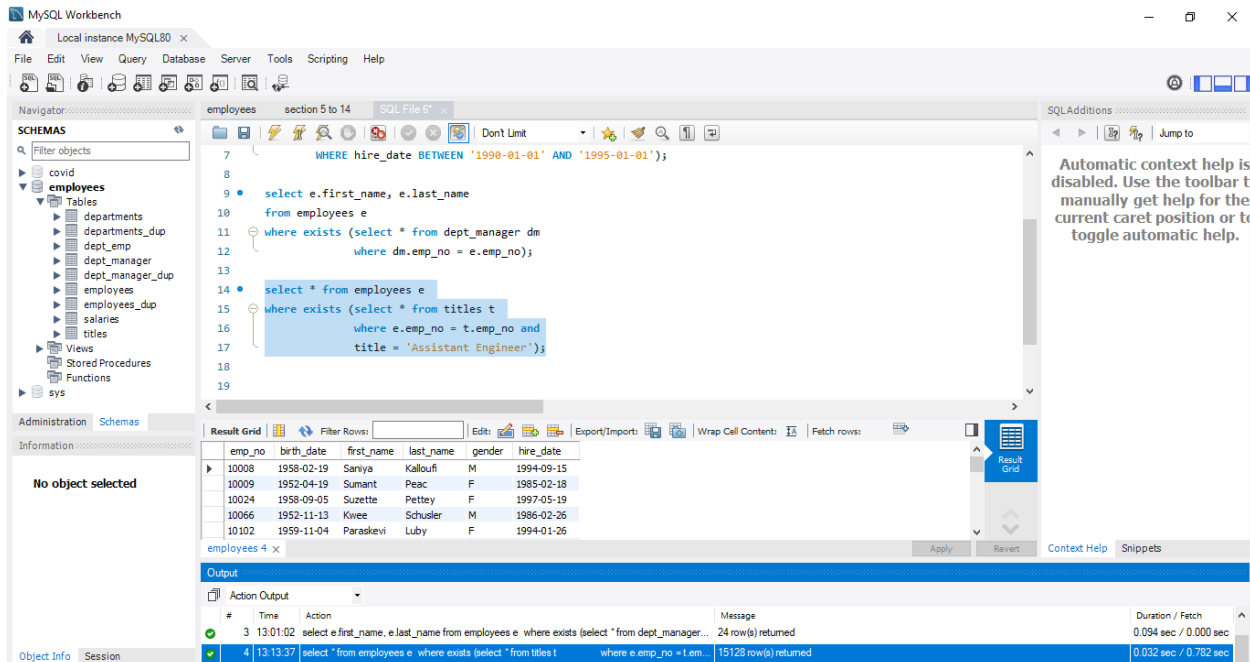 MySQL Workbench
Local instance MySQL80
File Edit View Query Database Server Tools Scripting Help
Navigator
SCHEMAS
Filter objects
covid
employees
Tables
departments
departments_dup
dept_emp
dept_manager
dept_manager_dup
employees
employees_dup
salaries
titles
Views
Stored Procedures
Functions
sys
Administration Schemas
Information
No object selected
Object Info Session
employees section 5 to 14 SQL File 6*
Don't Limit
7 WHERE hire_date BETWEEN '1990-01-01' AND '1995-01-01');
8
9 select e.first_name, e.last_name
10 from employees e
11 where exists (select * from dept_manager dm
12 where dm.emp_no = e.emp_no);
13
14 select * from employees e
15 where exists (select * from titles t
16 where e.emp_no = t.emp_no and
17 title = 'Assistant Engineer');
18
19
Result Grid Filter Rows: Edit: Export/Import: Wrap Cell Content: Fetch rows:
emp_no birth_date first_name last_name gender hire_date
10008 1958-02-19 Saniya Kalloufi M 1994-09-15
10009 1952-04-19 Sumant Peac F 1985-02-18
10024 1958-09-05 Suzette Pettey F 1997-05-19
10066 1952-11-13 Kwee Schusler M 1986-02-26
10102 1959-11-04 Paraskevi Luby F 1994-01-26
Result
Grid
employees 4 Apply Revert
Output
Action Output
# Time Action Message Duration / Fetch
3 13:01:02 select e.first_name, e.last_name from employees e where exists (select * from dept_manager... 24 row(s) returned 0.094 sec / 0.000 sec
4 13:13:37 select * from employees e where exists (select * from titles t where e.emp_no = t.em... 15128 row(s) returned 0.032 sec / 0.782 sec
SQLAdditions
Jump to
Automatic context help is
disabled. Use the toolbar t
manually get help for the
current caret position or to
toggle automatic help.
Context Help Snippets